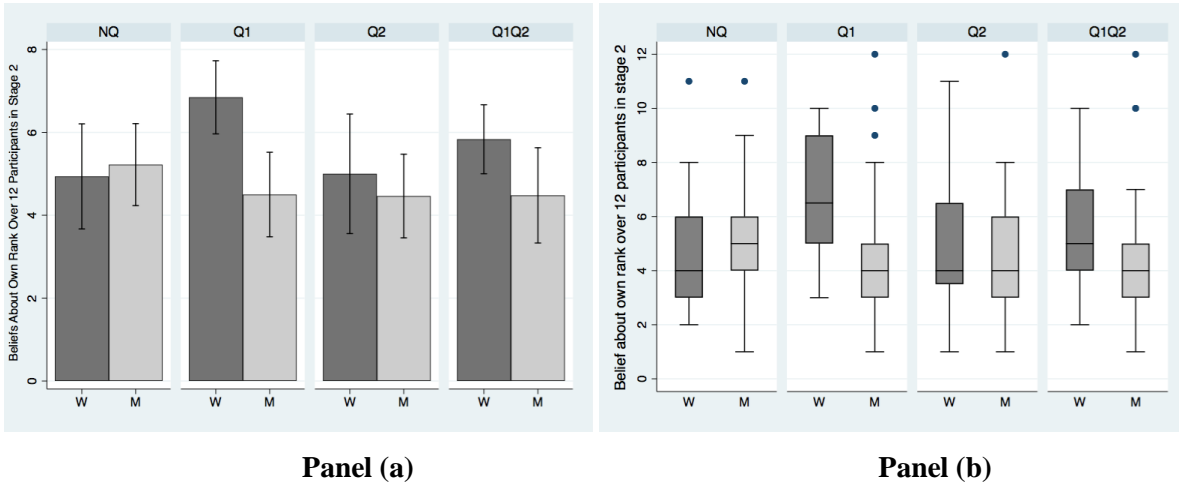 NQ
Q1
Q2
Q1Q2
Beliefs About Own Rank Over 12 Participants in Stage 2
8
6
4
2
0
W M
W M
W M
W M
Panel (a)
NQ
Q1
Q2
Q1Q2
Belief about own rank over 12 participants in stage 2
12
10
8
6
4
2
0
W M
W M
W M
W M
Panel (b)